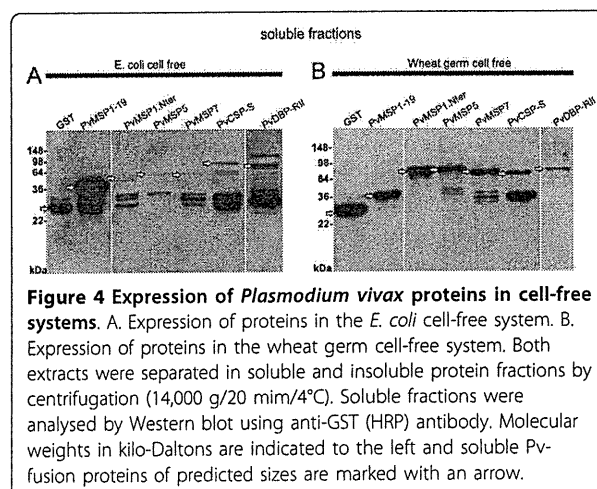 soluble fractions
A
E. coli cell free
GST PvMSP1-19 PvMSP1.Nter PvMSP5 PvMSP7 PvCSP-S PvDBP-RII
148-
98-
64-
36-
22-
kDa
B
Wheat germ cell free
GST PvMSP1-19 PvMSP1.Nter PvMSP5 PvMSP7 PvCSP-S PvDBP-RII
148-
98-
64-
36-
22-
kDa
Figure 4 Expression of Plasmodium vivax proteins in cell-free
systems. A. Expression of proteins in the E. coli cell-free system. B.
Expression of proteins in the wheat germ cell-free system. Both
extracts were separated in soluble and insoluble protein fractions by
centrifugation (14,000 g/20 mim/4°C). Soluble fractions were
analysed by Western blot using anti-GST (HRP) antibody. Molecular
weights in kilo-Daltons are indicated to the left and soluble Pv-
fusion proteins of predicted sizes are marked with an arrow.